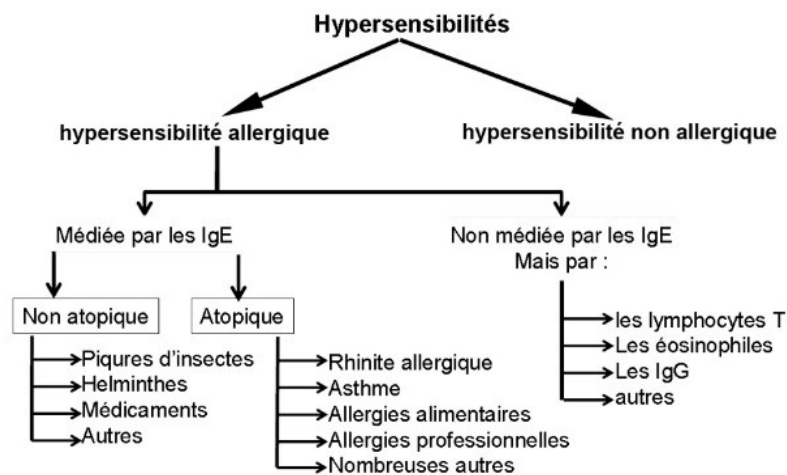 Hypersensibilités
hypersensibilité allergique
hypersensibilité non allergique
Médiée par les IgE
Non médiée par les IgE
Mais par :
Non atopique
Atopique
Piqures d'insectes
Helminthes
Médicaments
Autres
Rhinite allergique
Asthme
Allergies alimentaires
Allergies professionnelles
Nombreuses autres
les lymphocytes T
Les éosinophiles
Les IgG
autres